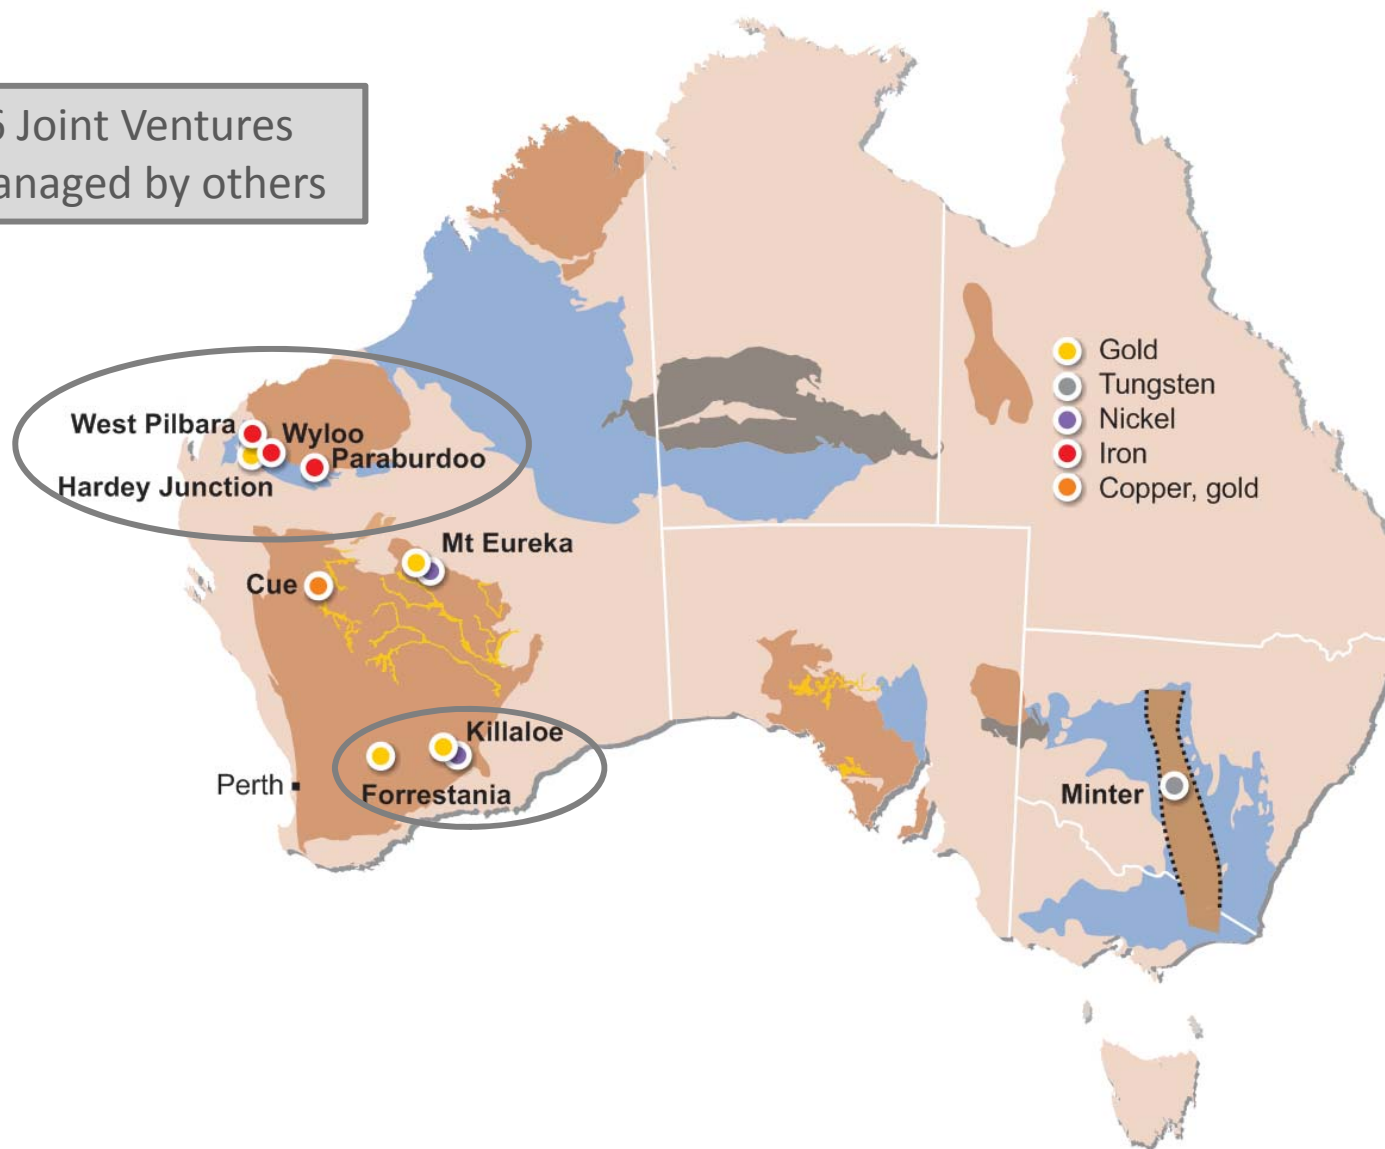 6 Joint Ventures
anaged by others
Gold
Tungsten
Nickel
Iron
Copper, gold
West Pilbara
Wyloo
Paraburdoo
Hardey Junction
Mt Eureka
Cue
Killaloe
Perth
Forrestania
Minter